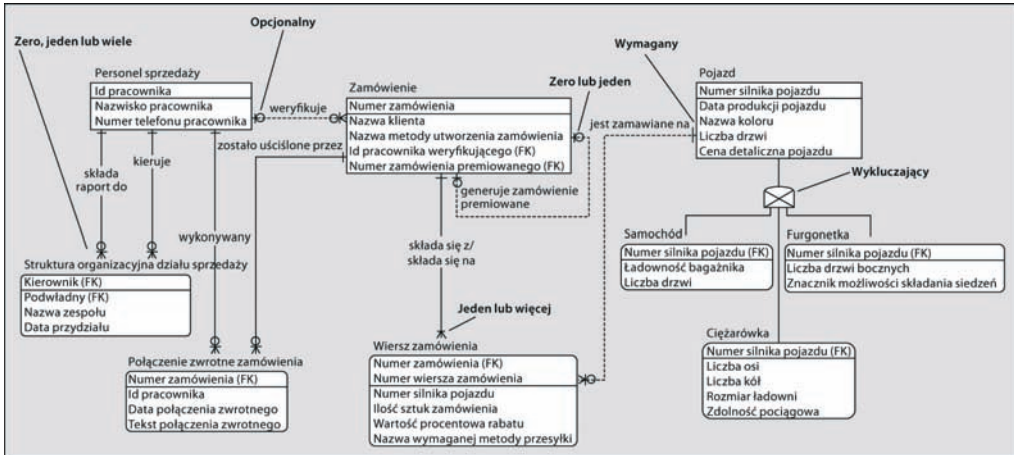 Opcjonalny
Zero, jeden lub wiele
Wymagany
Personel sprzedaży
Id pracownika
Nazwisko pracownika
Numer telefonu pracownika
weryfikuje
Zamówienie
Numer zamówienia
Nazwa klienta
Nazwa metody utworzenia zamówienia
Id pracownika weryfikującego (FK)
Numer zamówienia premiowanego (FK)
Zero lub jeden
jest zamawiane na
Pojazd
Numer silnika pojazdu
Data produkcji pojazdu
Nazwa koloru
Liczba drzwi
Cena detaliczna pojazdu
Wykluczający
zostało uściślone przez
kieruje
składa
raport do
generuje zamówienie
premiowane
wykonywany
składa się z/
składa się na
Samochód
Numer silnika pojazdu (FK)
Ładowność bagażnika
Liczba drzwi
Furgonetka
Numer silnika pojazdu (FK)
Liczba drzwi bocznych
Znacznik możliwości składania siedzeń
Struktura organizacyjna działu sprzedaży
Kierownik (FK)
Podwładny (FK)
Nazwa zespołu
Data przydziału
Jeden lub więcej
Połączenie zwrotne zamówienia
Numer zamówienia (FK)
Id pracownika
Data połączenia zwrotnego
Tekst połączenia zwrotnego
Wiersz zamówienia
Numer zamówienia (FK)
Numer wiersza zamówienia
Numer silnika pojazdu
Ilość sztuk zamówienia
Wartość procentowa rabatu
Nazwa wymaganej metody przesyłki
Ciężarówka
Numer silnika pojazdu (FK)
Liczba osi
Liczba kół
Rozmiar ładowni
Zdolność pociągowa